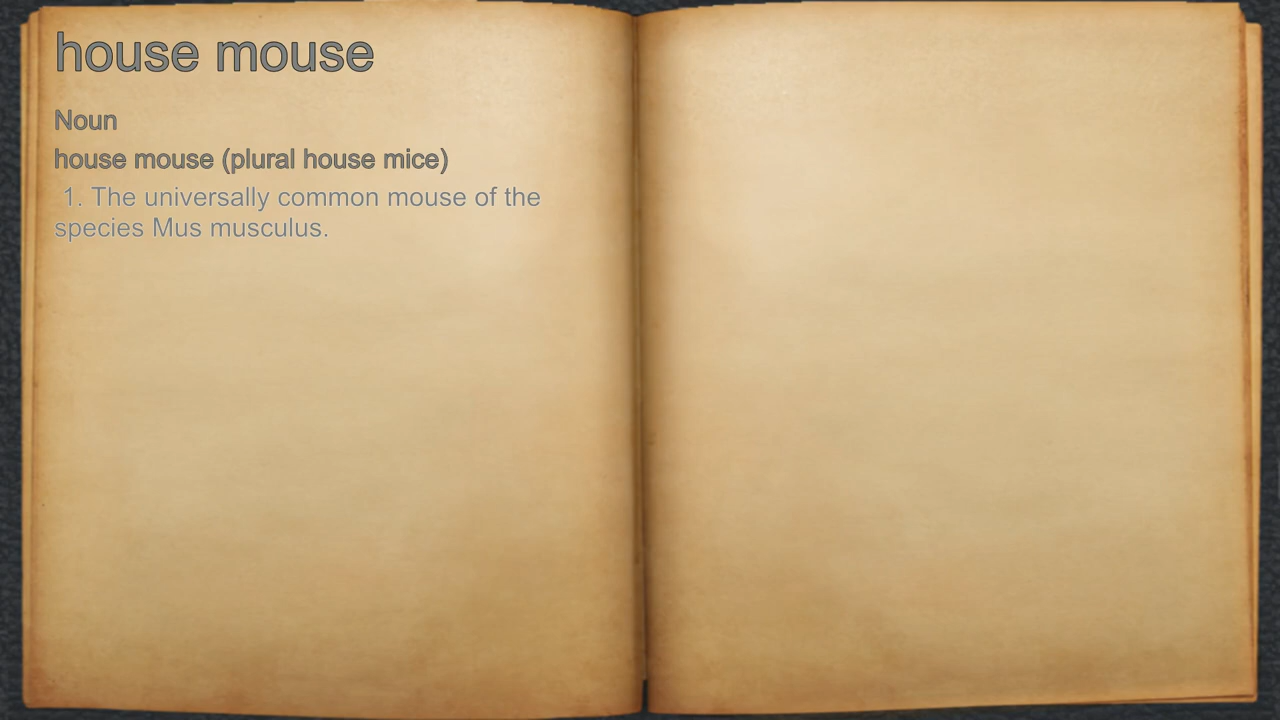 house mouse
Noun
house mouse (plural house mice)
1. The universally common mouse of the
species Mus musculus.